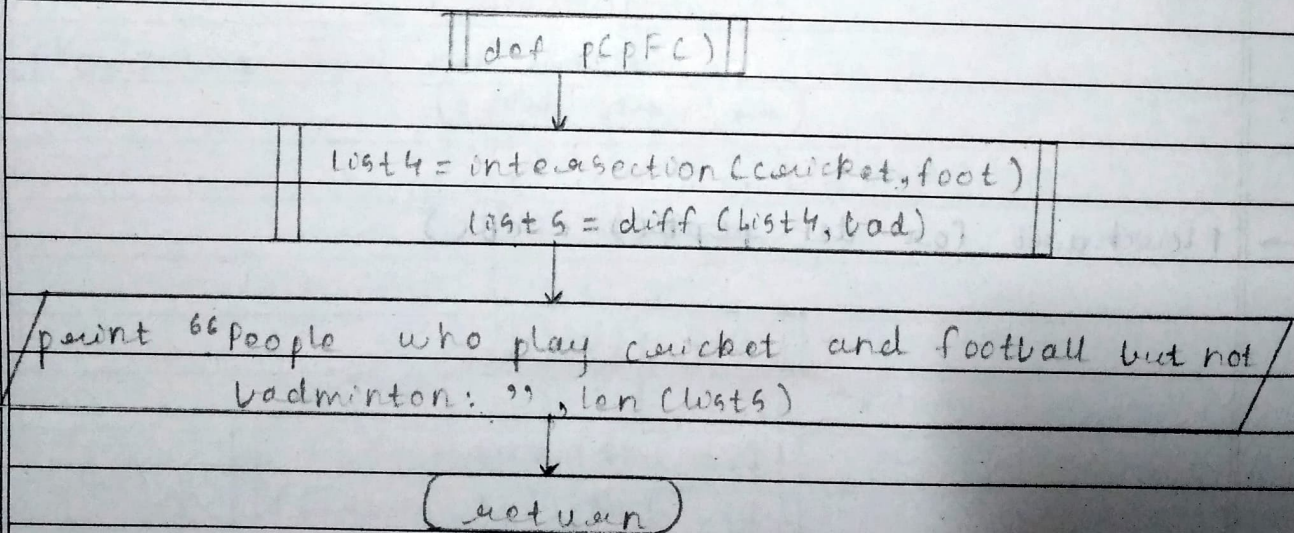 def pcpFC)
list4 = intersection (cricket, foot)
list5 = diff (list4, bad)
print "People who play cricket and football but not
badminton: ", len (list5)
return